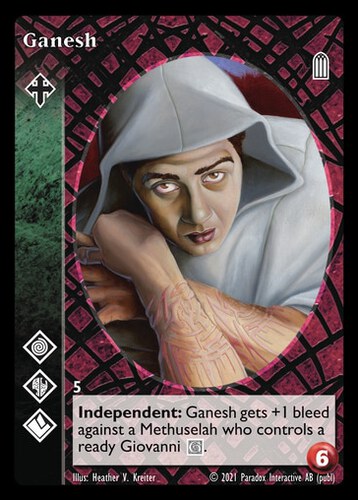 Ganesh
5
Independent: Ganesh gets +1 bleed
against a Methuselah who controls a
ready Giovanni G.
6
Illus: Heather V. Kreiter
© 2021 Paradox Interactive AB (publ)